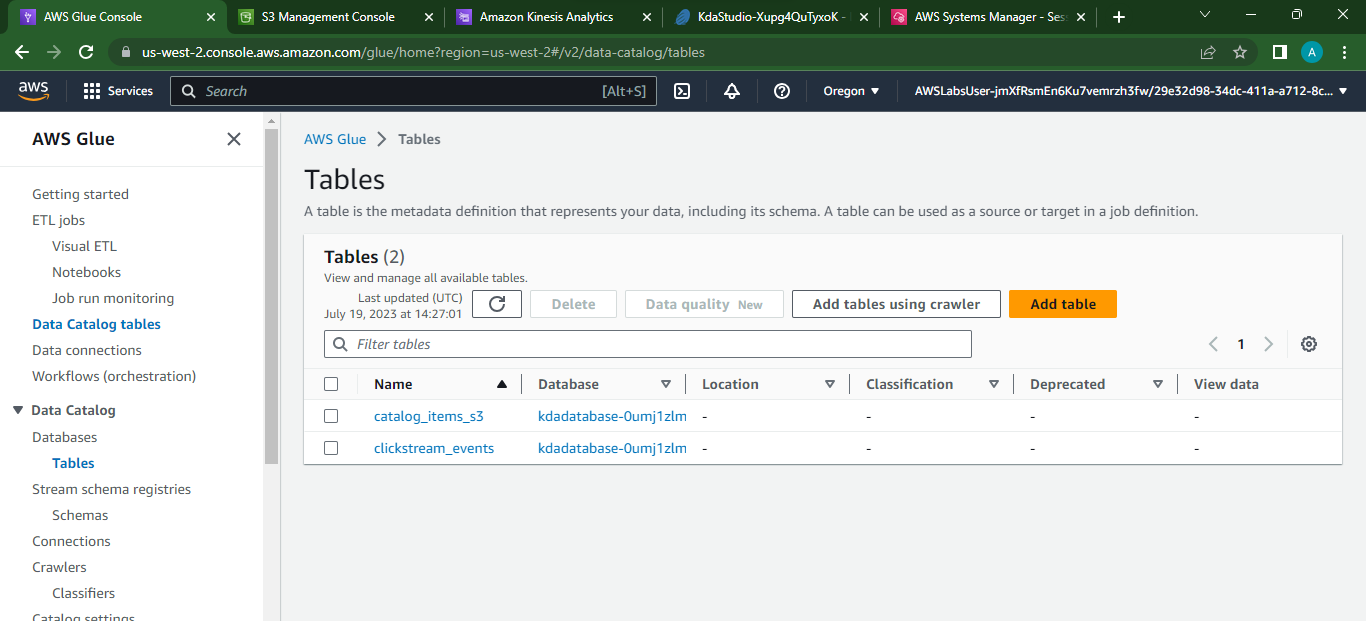 AWS Glue Console
S3 Management Console
Amazon Kinesis Analytics
KdaStudio-Xupg4QuTyxoK -
AWS Systems Manager - Ses
us-west-2.console.aws.amazon.com/glue/home?region=us-west-2#/v2/data-catalog/tables
A
aws
Services
Search
[Alt+S]
Oregon
AWSLabsUser-jmXfRsmEn6Ku7vemrzh3fw/29e32d98-34dc-411a-a712-8c...
AWS Glue
Getting started
ETL jobs
Visual ETL
Notebooks
Job run monitoring
Data Catalog tables
Data connections
Workflows (orchestration)
Data Catalog
Databases
Tables
Stream schema registries
Schemas
Connections
Crawlers
Classifiers
Catalog settings
AWS Glue > Tables
Tables
A table is the metadata definition that represents your data, including its schema. A table can be used as a source or target in a job definition.
Tables (2)
View and manage all available tables.
Last updated (UTC)
July 19, 2023 at 14:27:01
Delete
Data quality New
Add tables using crawler
Add table
Filter tables
1
Name Database Location Classification Deprecated View data
catalog_items_s3 kdadatabase-0umj1zlm - - - -
clickstream_events kdadatabase-0umj1zlm - - - -